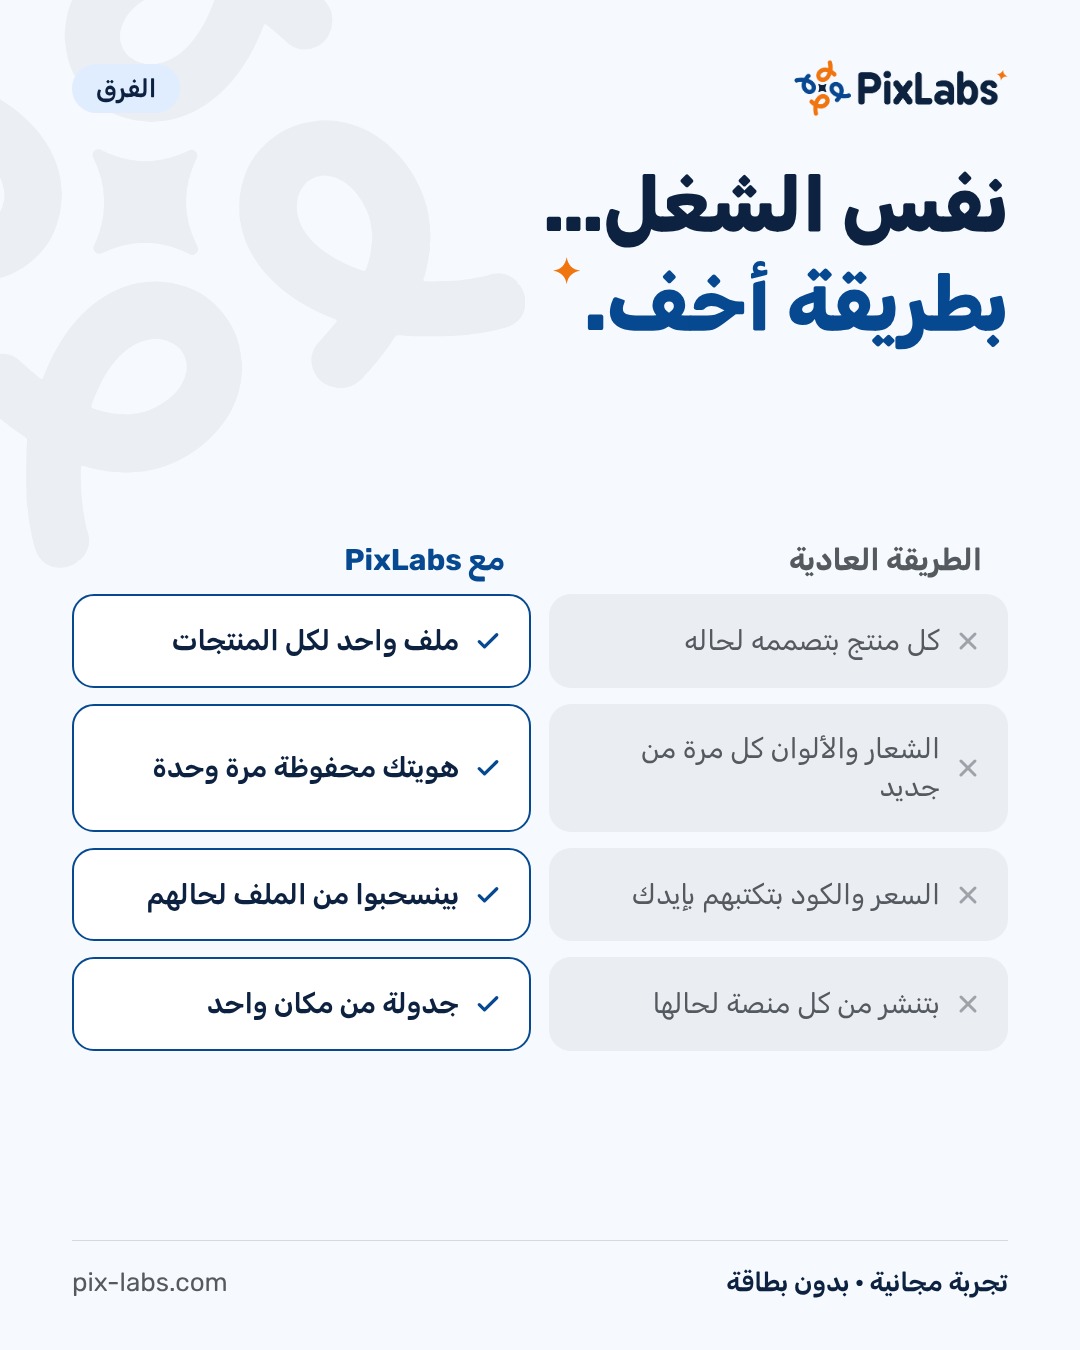 PixLabs
الفرق
نفس الشغل...
بطريقة أخف.
الطريقة العادية
مع PixLabs
كل منتج بتصممه لحاله
ملف واحد لكل المنتجات
الشعار والألوان كل مرة من
جديد
هويتك محفوظة مرة وحدة
السعر والكود بتكتبهم بإيدك
بينسحبوا من الملف لحالهم
بتنشر من كل منصة لحالها
جدولة من مكان واحد
تجربة مجانية • بدون بطاقة
pix-labs.com